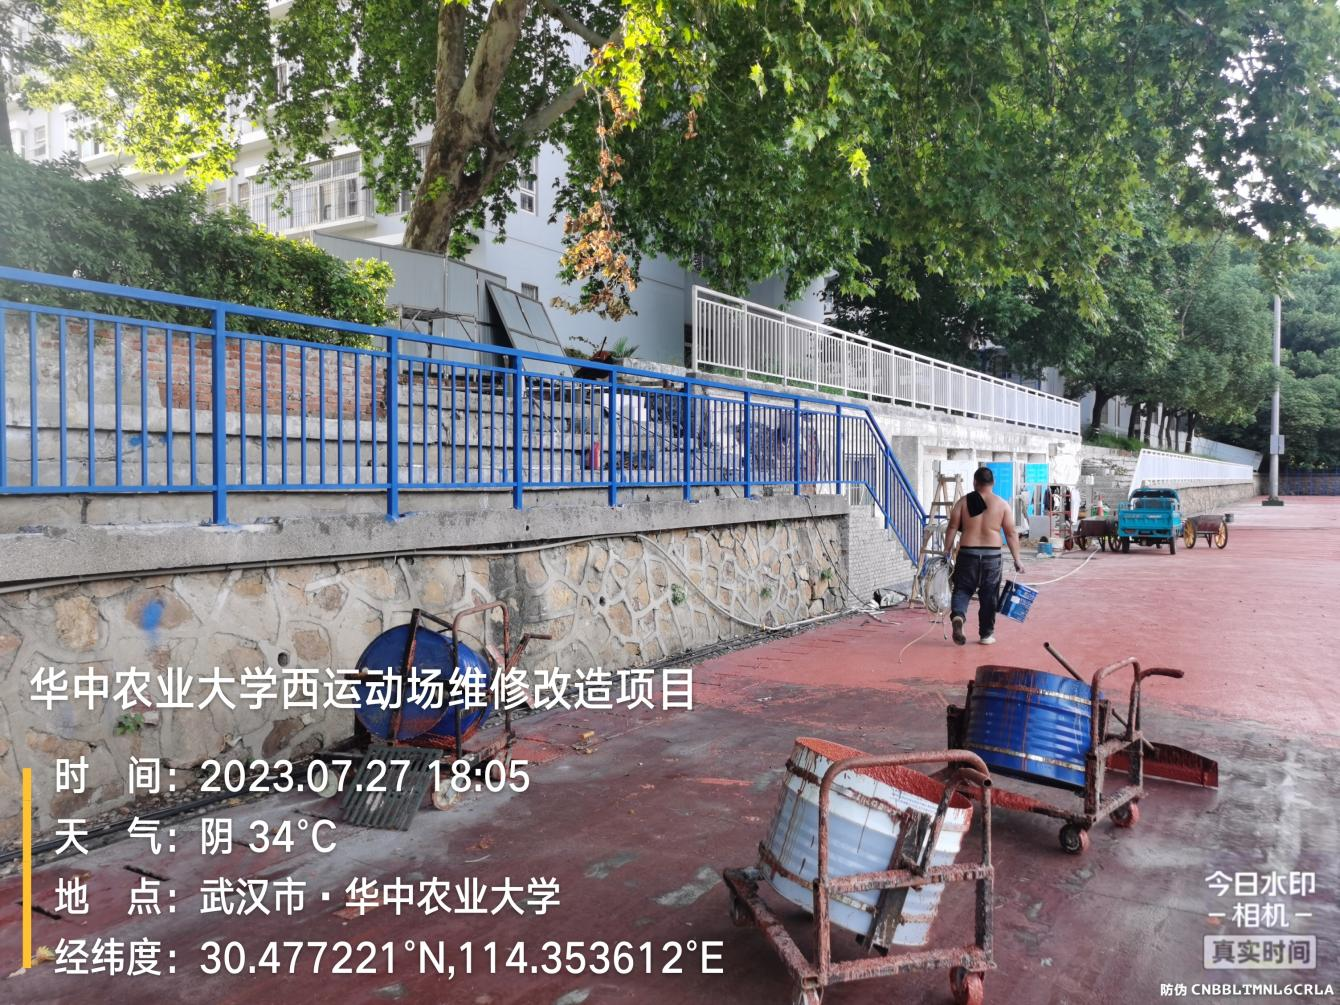 华中农业大学西运动场维修改造项目
时 间：2023.07.27 18:05
天 气：阴 34°C
地 点：武汉市·华中农业大学
经纬度：30.477221°N,114.353612°E
今日水印
相机
真实时间
防伪 CNBBLTMNL6CRLA